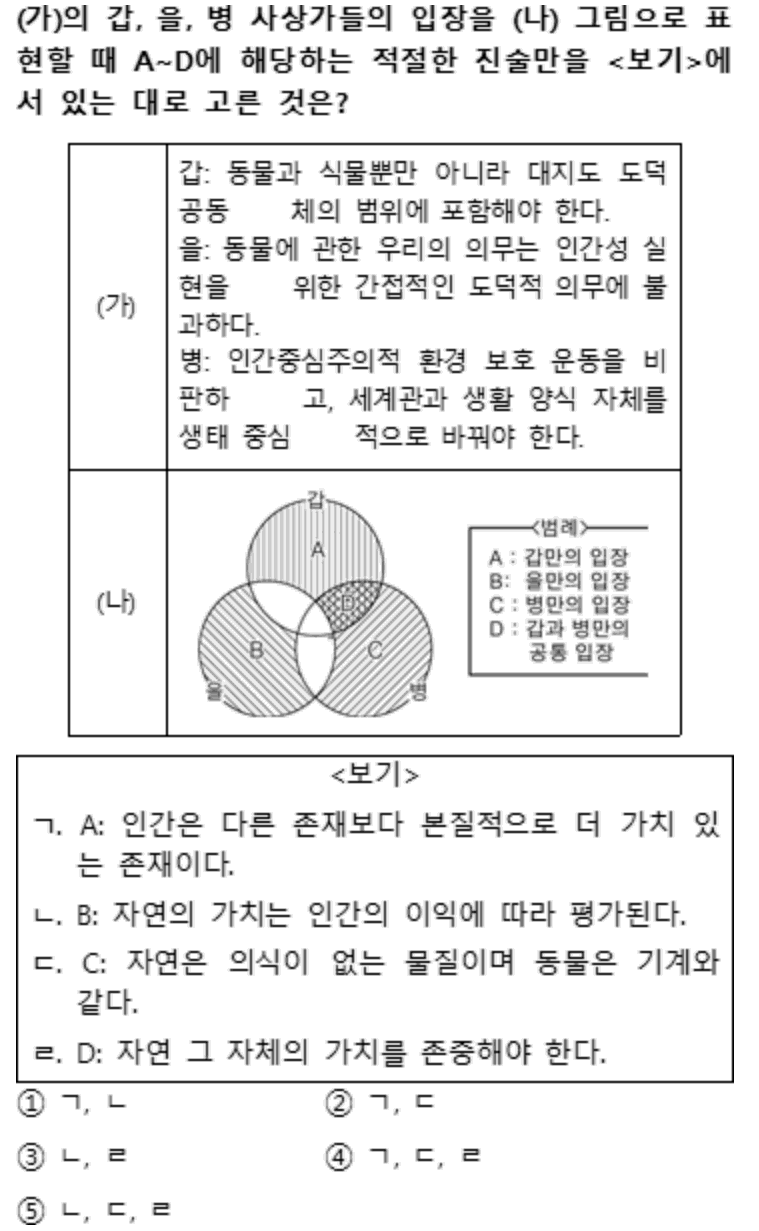 (가)의 갑, 을, 병 사상가들의 입장을 (나) 그림으로 표
현할 때 A~D에 해당하는 적절한 진술만을 <보기>에
서 있는 대로 고른 것은?
(가)
갑: 동물과 식물뿐만 아니라 대지도 도덕
공동 체의 범위에 포함해야 한다.
을: 동물에 관한 우리의 의무는 인간성 실
현을 위한 간접적인 도덕적 의무에 불
과하다.
병: 인간중심주의적 환경 보호 운동을 비
판하 고, 세계관과 생활 양식 자체를
생태 중심 적으로 바꿔야 한다.
(나)
갑
A
D
B
C
을
병
<범례>
A : 갑만의 입장
B: 을만의 입장
C : 병만의 입장
D : 갑과 병만의
공통 입장
<보기>
ㄱ. A: 인간은 다른 존재보다 본질적으로 더 가치 있
는 존재이다.
ㄴ. B: 자연의 가치는 인간의 이익에 따라 평가된다.
ㄷ. C: 자연은 의식이 없는 물질이며 동물은 기계와
같다.
ㄹ. D: 자연 그 자체의 가치를 존중해야 한다.
① ㄱ, ㄴ ② ㄱ, ㄷ
③ ㄴ, ㄹ ④ ㄱ, ㄷ, ㄹ
⑤ ㄴ, ㄷ, ㄹ